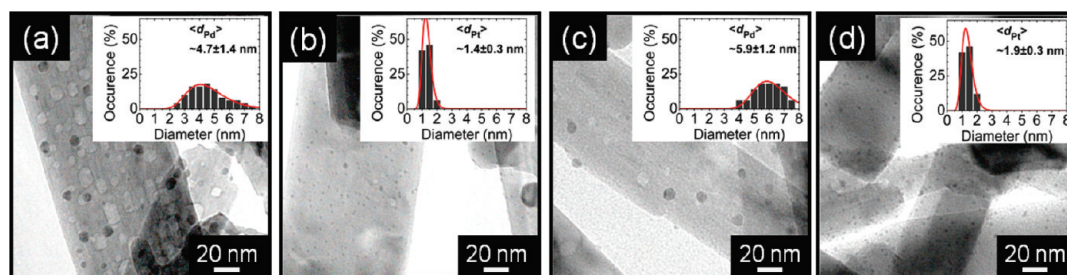 (a)
<d_Pd>
~4.7±1.4 nm
Occurence (%)
50
25
0
0 1 2 3 4 5 6 7 8
Diameter (nm)
20 nm
(b)
<d_Pt>
~1.4±0.3 nm
Occurence (%)
50
25
0
0 1 2 3 4 5 6 7 8
Diameter (nm)
20 nm
(c)
<d_Pd>
~5.9±1.2 nm
Occurence (%)
50
25
0
0 1 2 3 4 5 6 7 8
Diameter (nm)
20 nm
(d)
<d_Pt>
~1.9±0.3 nm
Occurence (%)
50
25
0
0 1 2 3 4 5 6 7 8
Diameter (nm)
20 nm